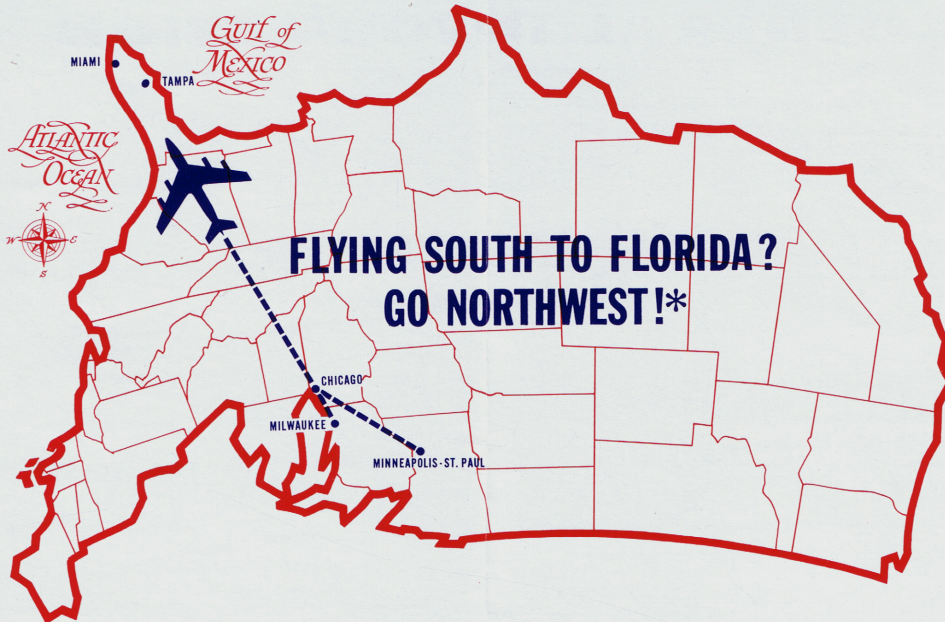 Gulf of
Mexico
MIAMI
TAMPA
ATLANTIC
OCEAN
N
W
E
S
FLYING SOUTH TO FLORIDA?
GO NORTHWEST!*
CHICAGO
MILWAUKEE
MINNEAPOLIS-ST. PAUL